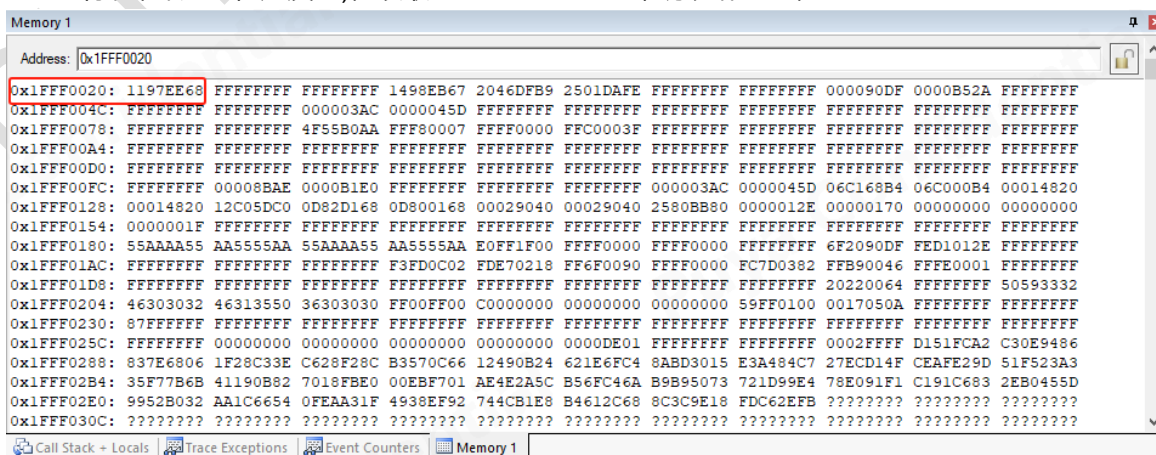 Memory 1
Address: 0x1FFF0020
0x1FFF0020: 1197EE68 FFFFFFFF FFFFFFFF 1498EB67 2046DFB9 2501DAFE FFFFFFFF FFFFFFFF 000090DF 0000B52A FFFFFFFF
0x1FFF004C: FFFFFFFF FFFFFFFF 000003AC 0000045D FFFFFFFF FFFFFFFF FFFFFFFF FFFFFFFF FFFFFFFF FFFFFFFF FFFFFFFF
0x1FFF0078: FFFFFFFF FFFFFFFF 4F55B0AA FFF80007 FFFF0000 FFC0003F FFFFFFFF FFFFFFFF FFFFFFFF FFFFFFFF FFFFFFFF
0x1FFF00A4: FFFFFFFF FFFFFFFF FFFFFFFF FFFFFFFF FFFFFFFF FFFFFFFF FFFFFFFF FFFFFFFF FFFFFFFF FFFFFFFF FFFFFFFF
0x1FFF00D0: FFFFFFFF FFFFFFFF FFFFFFFF FFFFFFFF FFFFFFFF FFFFFFFF FFFFFFFF FFFFFFFF FFFFFFFF FFFFFFFF FFFFFFFF
0x1FFF00FC: FFFFFFFF 00008BAE 0000B1E0 FFFFFFFF FFFFFFFF FFFFFFFF 000003AC 0000045D 06C168B4 06C000B4 00014820
0x1FFF0128: 00014820 12C05DC0 0D82D168 0D800168 00029040 00029040 2580BB80 0000012E 00000170 00000000 00000000
0x1FFF0154: 0000001F FFFFFFFF FFFFFFFF FFFFFFFF FFFFFFFF FFFFFFFF FFFFFFFF FFFFFFFF FFFFFFFF FFFFFFFF FFFFFFFF
0x1FFF0180: 55AAAA55 AA5555AA 55AAAA55 AA5555AA E0FF1F00 FFFF0000 FFFF0000 FFFFFFFF 6F2090DF FED1012E FFFFFFFF
0x1FFF01AC: FFFFFFFF FFFFFFFF FFFFFFFF F3FD0C02 FDE70218 FF6F0090 FFFF0000 FC7D0382 FFB90046 FFFE0001 FFFFFFFF
0x1FFF01D8: FFFFFFFF FFFFFFFF FFFFFFFF FFFFFFFF FFFFFFFF FFFFFFFF FFFFFFFF FFFFFFFF 20220064 FFFFFFFF 50593332
0x1FFF0204: 46303032 46313550 36303030 FF00FF00 C0000000 00000000 00000000 59FF0100 0017050A FFFFFFFF FFFFFFFF
0x1FFF0230: 87FFFFFF FFFFFFFF FFFFFFFF FFFFFFFF FFFFFFFF FFFFFFFF FFFFFFFF FFFFFFFF FFFFFFFF FFFFFFFF FFFFFFFF
0x1FFF025C: FFFFFFFF 00000000 00000000 00000000 00000000 0000DE01 FFFFFFFF FFFFFFFF 0002FFFF D151FCA2 C30E9486
0x1FFF0288: 837E6806 1F28C33E C628F28C B3570C66 12490B24 621E6FC4 8ABD3015 E3A484C7 27ECD14F CEAFE29D 51F523A3
0x1FFF02B4: 35F77B6B 41190B82 7018FBE0 00EBF701 AE4E2A5C B56FC46A B9B95073 721D99E4 78E091F1 C191C683 2EB0455D
0x1FFF02E0: 9952B032 AA1C6654 0FEAA31F 4938EF92 744CB1E8 B4612C68 8C3C9E18 FDC62EFB ???????? ???????? ????????
0x1FFF030C: ???????? ???????? ???????? ???????? ???????? ???????? ???????? ???????? ???????? ???????? ????????
Call Stack + Locals Trace Exceptions Event Counters Memory 1